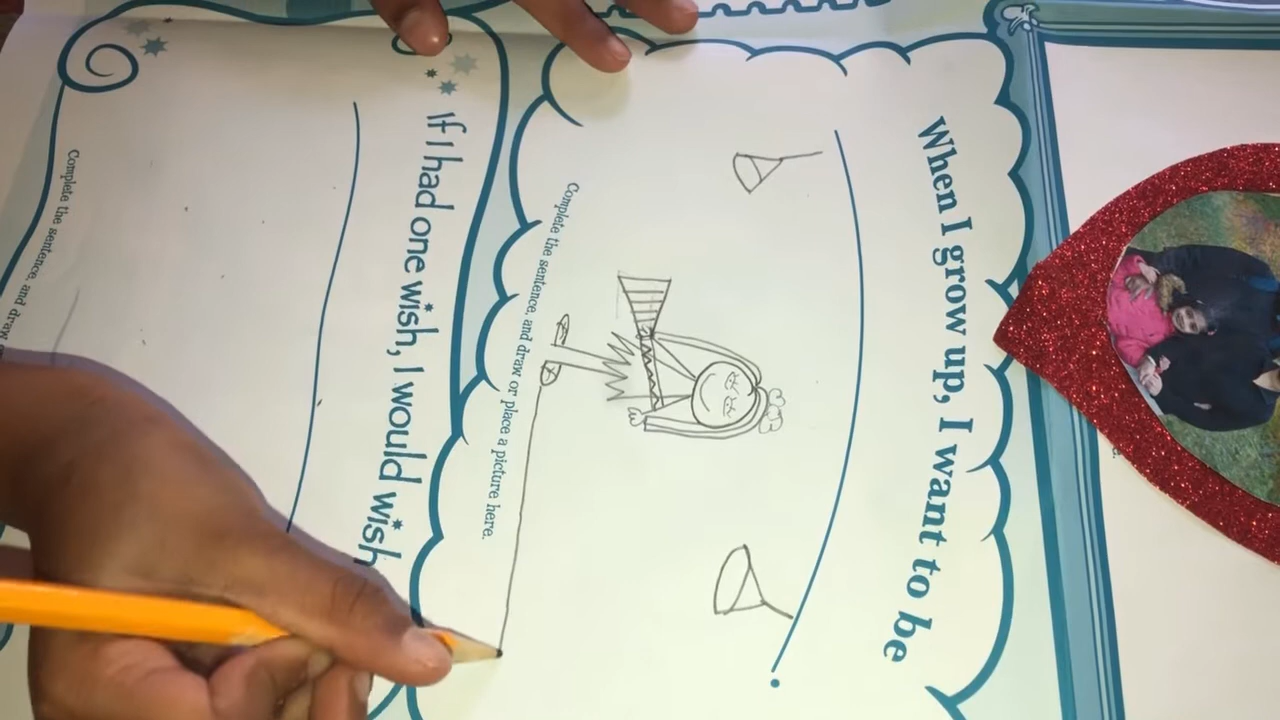 When I grow up, I want to be
Complete the sentence, and draw or place a picture here.
If I had one wish, I would wish
Complete the sentence, and draw